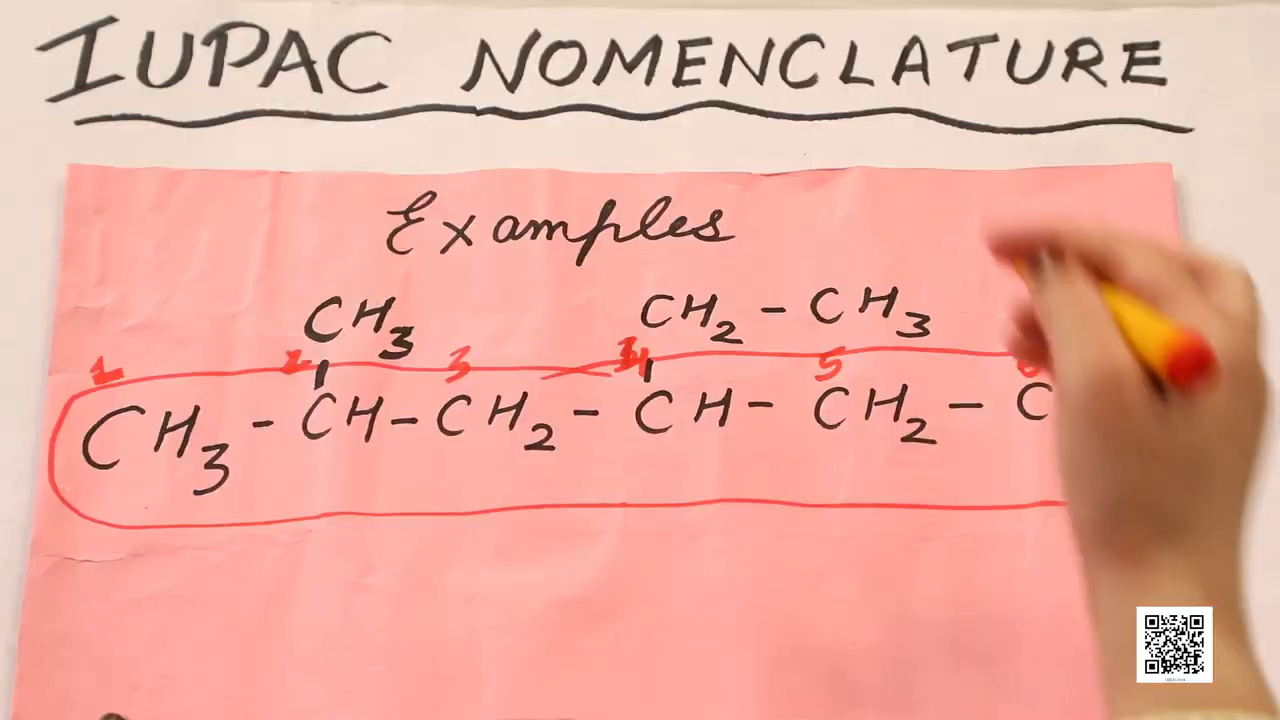 IUPAC NOMENCLATURE
Examples
CH3 CH2 - CH3
1 2 3 4 5
CH3 - CH - CH2 - CH - CH2 - C